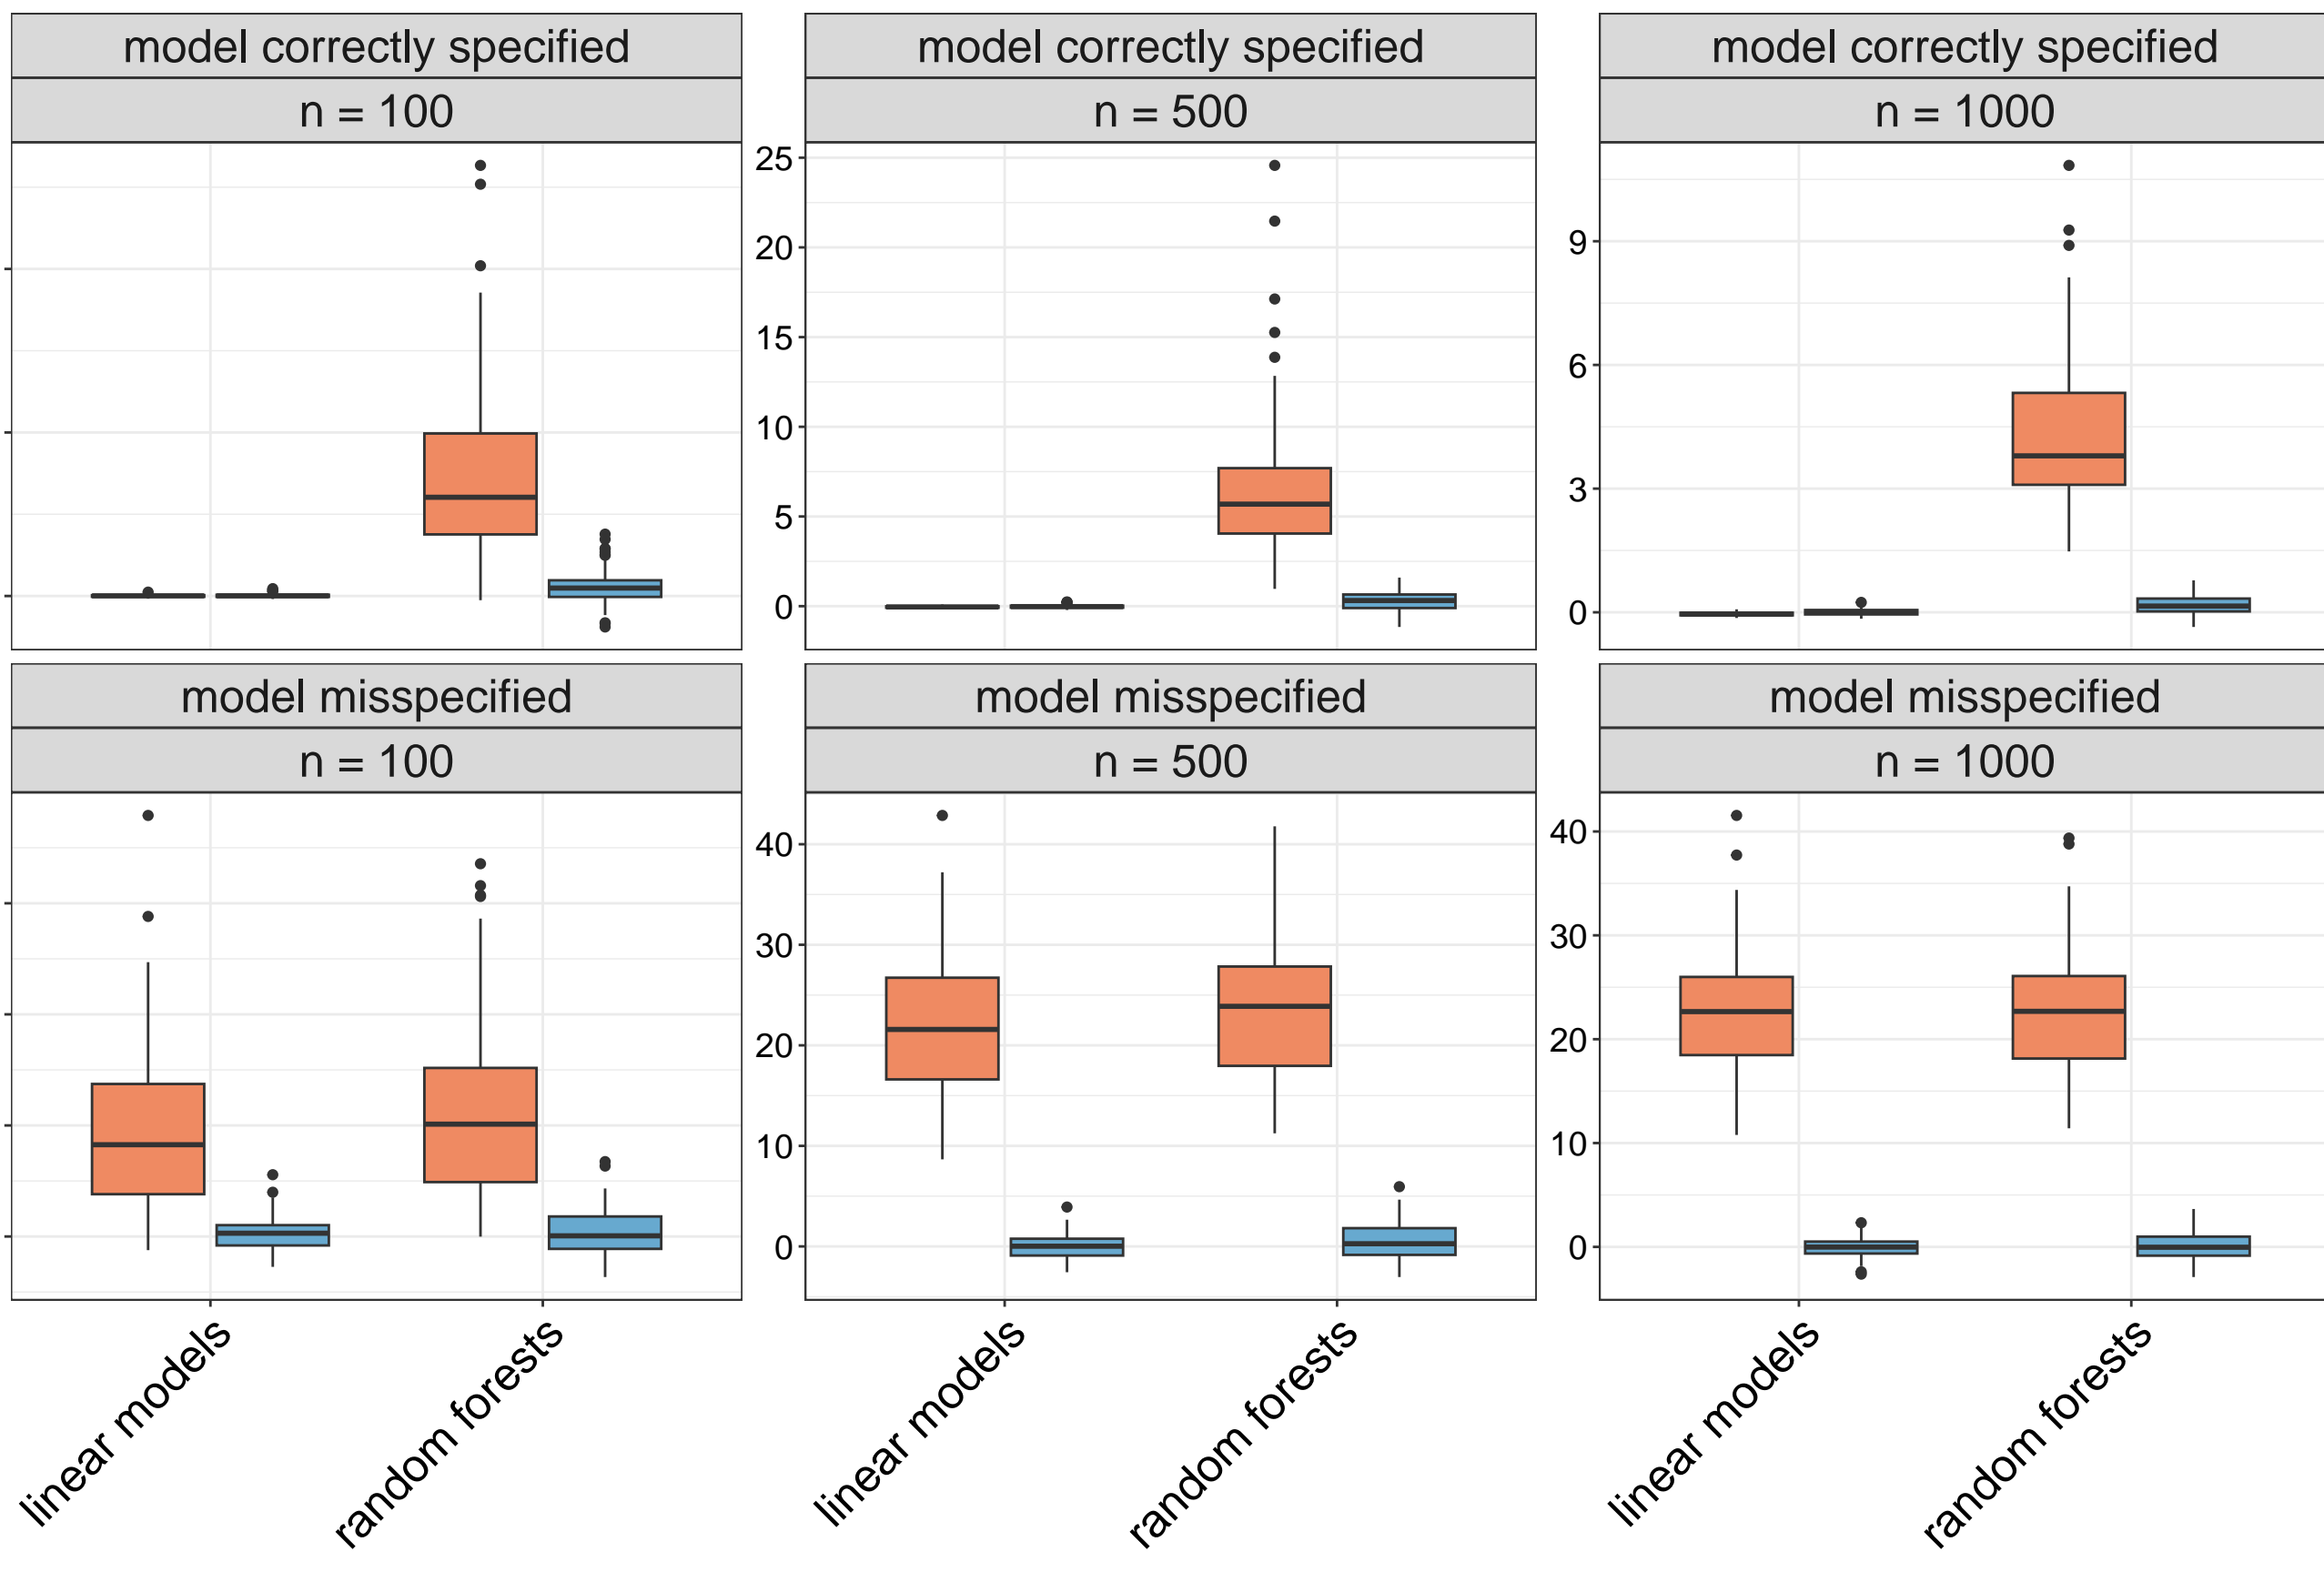 model correctly specified
n = 100
model correctly specified
n = 500
model correctly specified
n = 1000
25
20
15
10
5
0
9
6
3
0
model misspecified
n = 100
model misspecified
n = 500
model misspecified
n = 1000
40
30
20
10
0
40
30
20
10
0
linear models
random forests
linear models
random forests
linear models
random forests